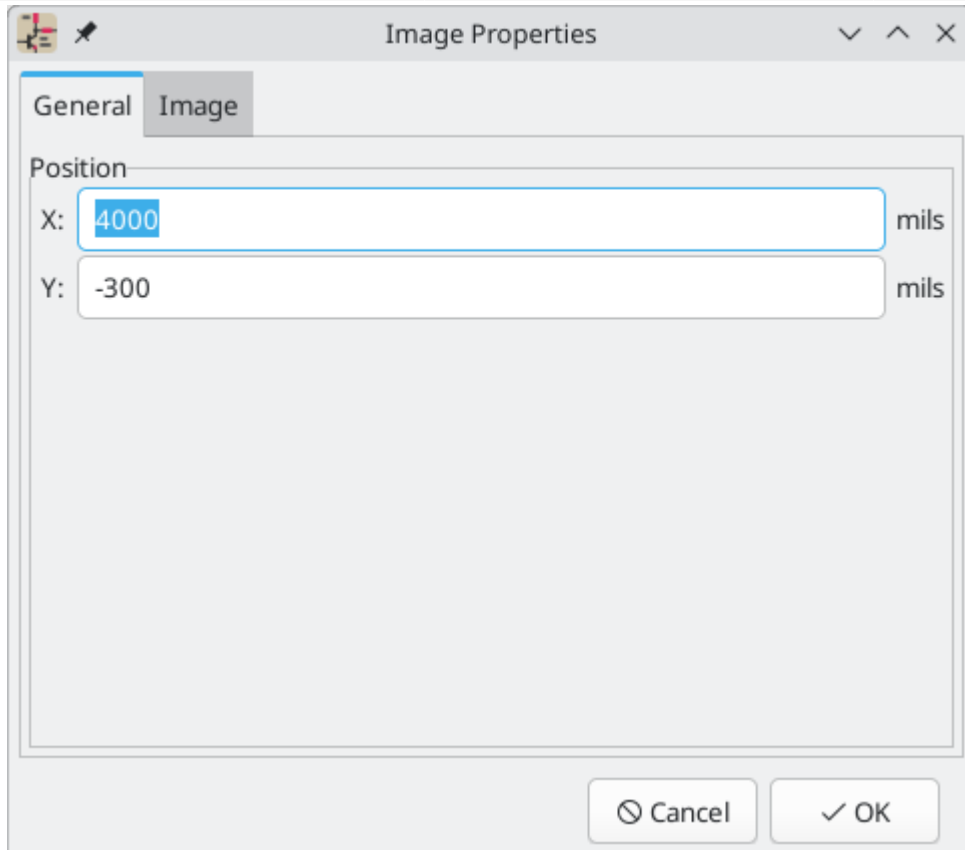 Image Properties
General Image
Position
X: 4000 mils
Y: -300 mils
Cancel OK